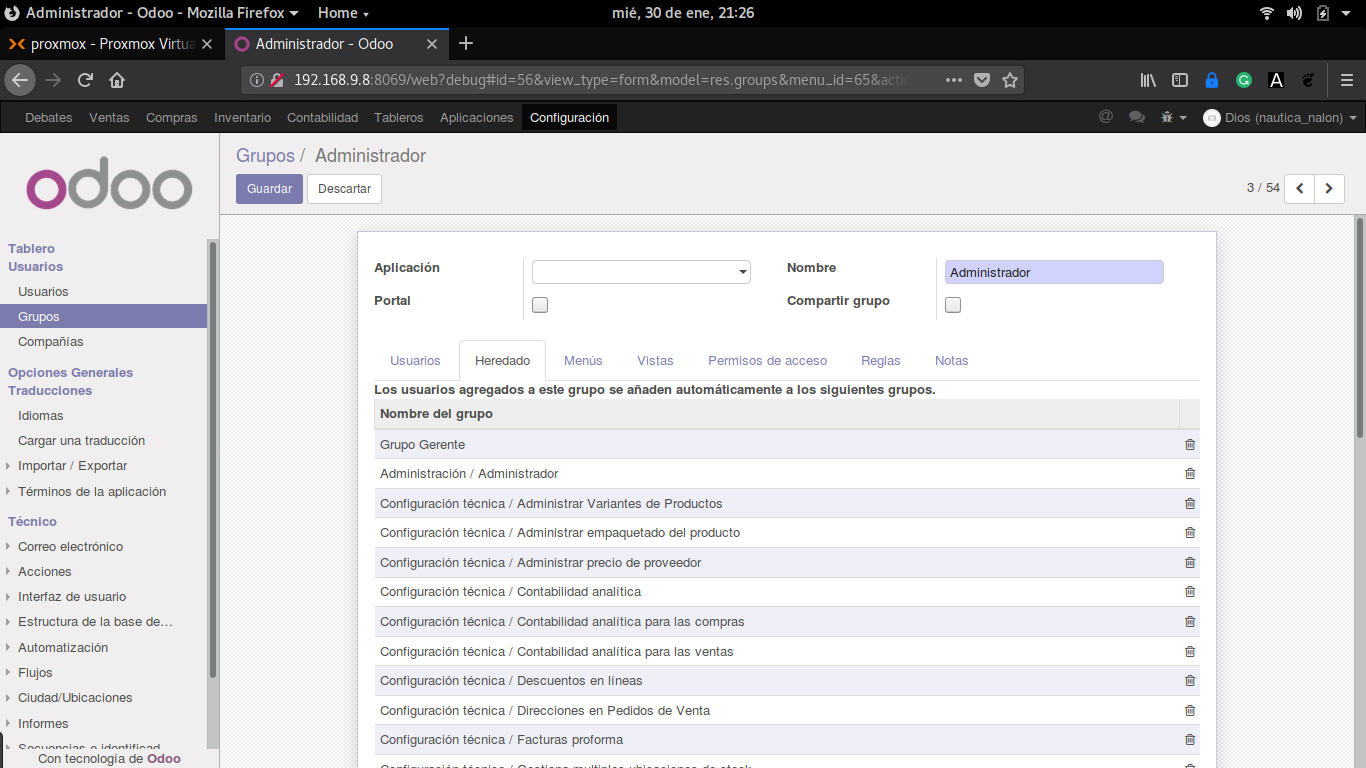 Administrador - Odoo - Mozilla Firefox
Home
mié, 30 de ene, 21:26
proxmox - Proxmox Virtua
Administrador - Odoo
192.168.9.8:8069/web?debug#id=56&view_type=form&model=res.groups&menu_id=65&acti
Debates Ventas Compras Inventario Contabilidad Tableros Aplicaciones Configuración
@ Dios (nautica_nalon)
odoo
Grupos / Administrador
Guardar Descartar
3 / 54
Tablero
Usuarios
Usuarios
Grupos
Compañías
Opciones Generales
Traducciones
Idiomas
Cargar una traducción
Importar / Exportar
Términos de la aplicación
Técnico
Correo electrónico
Acciones
Interfaz de usuario
Estructura de la base de…
Automatización
Flujos
Ciudad/Ubicaciones
Informes
Secuencias e identificad
Con tecnología de Odoo
Aplicación
Nombre Administrador
Portal
Compartir grupo
Usuarios Heredado Menús Vistas Permisos de acceso Reglas Notas
Los usuarios agregados a este grupo se añaden automáticamente a los siguientes grupos.
Nombre del grupo
Grupo Gerente
Administración / Administrador
Configuración técnica / Administrar Variantes de Productos
Configuración técnica / Administrar empaquetado del producto
Configuración técnica / Administrar precio de proveedor
Configuración técnica / Contabilidad analítica
Configuración técnica / Contabilidad analítica para las compras
Configuración técnica / Contabilidad analítica para las ventas
Configuración técnica / Descuentos en líneas
Configuración técnica / Direcciones en Pedidos de Venta
Configuración técnica / Facturas proforma
Configuración técnica / Gestione multiples ubicaciones de stock